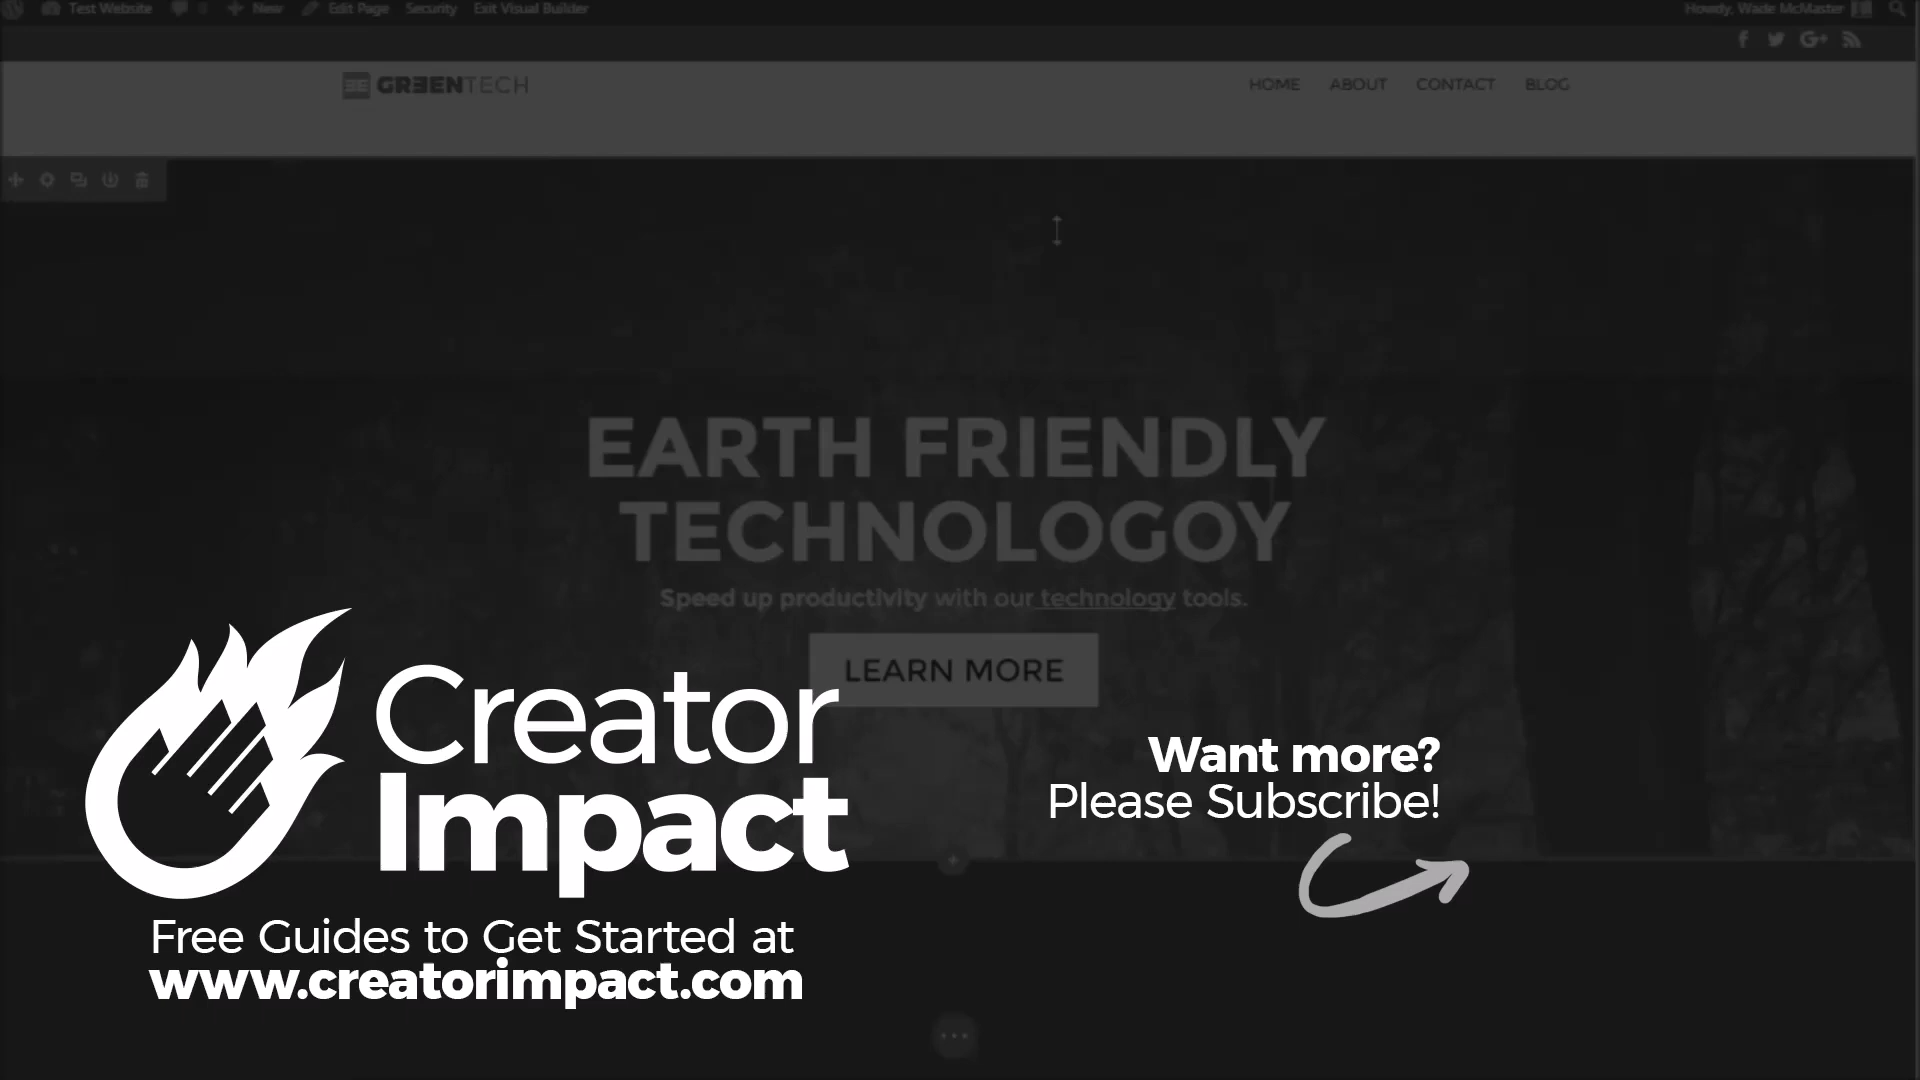 Test Website New Edit Page Security Exit Visual Builder Howdy, Wade McMaster
GREENTECH HOME ABOUT CONTACT BLOG
EARTH FRIENDLY
TECHNOLOGOY
Speed up productivity with our technology tools.
LEARN MORE
Creator
Impact
Want more?
Please Subscribe!
Free Guides to Get Started at
www.creatorimpact.com